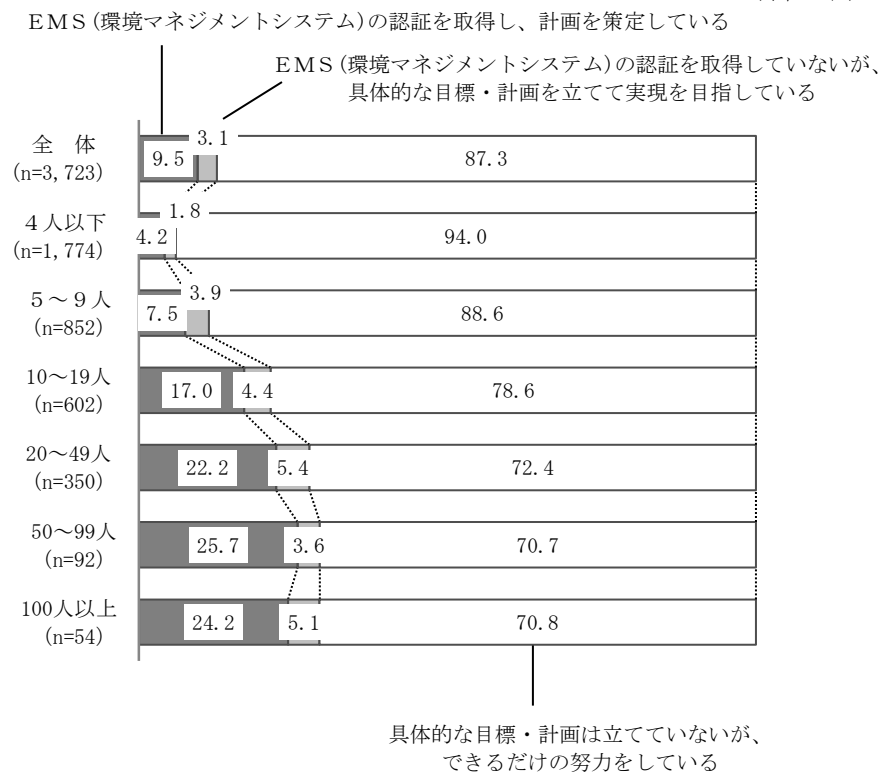 EMS(環境マネジメントシステム)の認証を取得し、計画を策定している
EMS(環境マネジメントシステム)の認証を取得していないが、
具体的な目標・計画を立てて実現を目指している
全 体
(n=3,723)
9.5
3.1
87.3
4人以下
(n=1,774)
4.2
1.8
94.0
5~9人
(n=852)
7.5
3.9
88.6
10~19人
(n=602)
17.0
4.4
78.6
20~49人
(n=350)
22.2
5.4
72.4
50~99人
(n=92)
25.7
3.6
70.7
100人以上
(n=54)
24.2
5.1
70.8
具体的な目標・計画は立てていないが、
できるだけの努力をしている